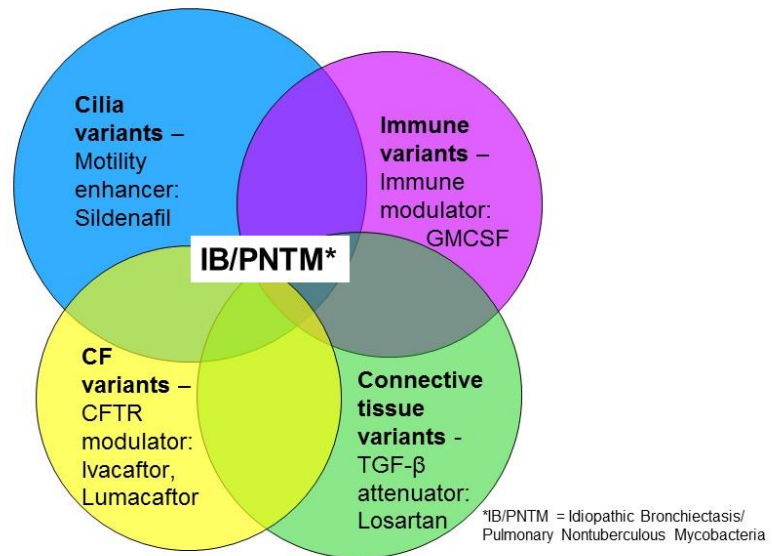 Cilia
variants –
Motility
enhancer:
Sildenafil
Immune
variants –
Immune
modulator:
GMCSF
IB/PNTM*
CF
variants –
CFTR
modulator:
Ivacaftor,
Lumacaftor
Connective
tissue
variants -
TGF-β
attenuator:
Losartan
*IB/PNTM = Idiopathic Bronchiectasis/
Pulmonary Nontuberculous Mycobacteria